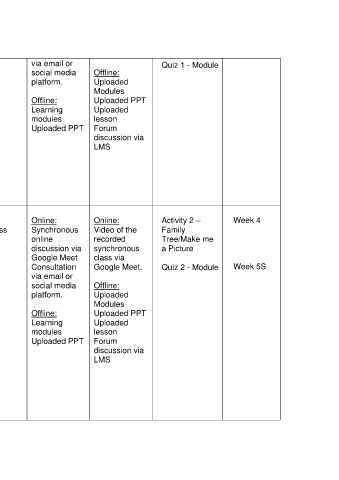 via email or
social media
platform.
Offline:
Learning
modules
Uploaded PPT
Offline:
Uploaded
Modules
Uploaded PPT
Uploaded
lesson
Forum
discussion via
LMS
Quiz 1 - Module
ss
Online:
Synchronous
online
discussion via
Google Meet
Consultation
via email or
social media
platform.
Offline:
Learning
modules
Uploaded PPT
Online:
Video of the
recorded
synchronous
class via
Google Meet.
Offline:
Uploaded
Modules
Uploaded PPT
Uploaded
lesson
Forum
discussion via
LMS
Activity 2 –
Family
Tree/Make me
a Picture
Quiz 2 - Module
Week 4
Week 5S